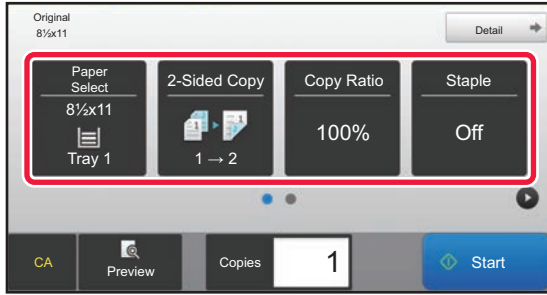 Original
8½x11
Detail
Paper
Select
8½x11
Tray 1
2-Sided Copy
1 → 2
Copy Ratio
100%
Staple
Off
CA
Preview
Copies
1
Start